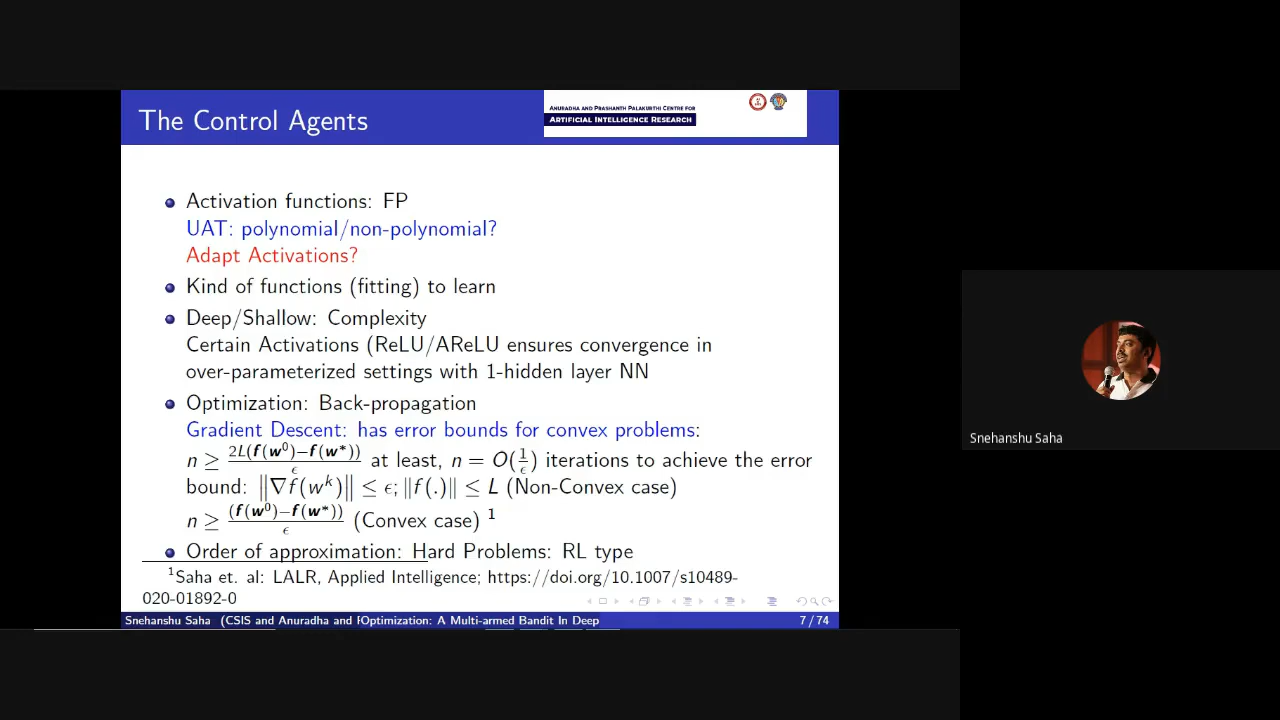 The Control Agents
ANURADHA AND PRASHANTH PALAKURTHI CENTRE FOR
ARTIFICIAL INTELLIGENCE RESEARCH
Activation functions: FP
UAT: polynomial/non-polynomial?
Adapt Activations?
Kind of functions (fitting) to learn
Deep/Shallow: Complexity
Certain Activations (ReLU/AReLU ensures convergence in
over-parameterized settings with 1-hidden layer NN
Optimization: Back-propagation
Gradient Descent: has error bounds for convex problems:
n ≥ 2L(f(w⁰)−f(w*))/ϵ at least, n = O(1/ϵ) iterations to achieve the error
bound: ‖∇f(wᵏ)‖ ≤ ϵ; ‖f(.)‖ ≤ L (Non-Convex case)
n ≥ (f(w⁰)−f(w*))/ϵ (Convex case) ¹
Order of approximation: Hard Problems: RL type
¹Saha et. al: LALR, Applied Intelligence; https://doi.org/10.1007/s10489-
020-01892-0
Snehanshu Saha (CSIS and Anuradha and POptimization: A Multi-armed Bandit In Deep 7 / 74
Snehanshu Saha